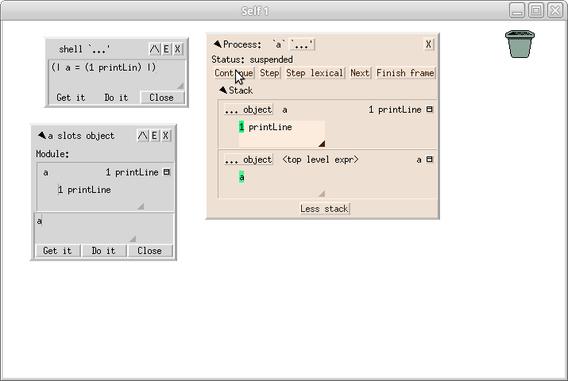 Self 1
shell `...'
E X
(| a = (1 printLin) |)
Get it Do it Close
a slots object
E X
Module:
a 1 printLine
1 printLine
a
Get it Do it Close
Process: `a` `...' X
Status: suspended
Step Step lexical Next Finish frame
Stack
... object a 1 printLine
1 printLine
... object <top level expr> a
a
Less stack